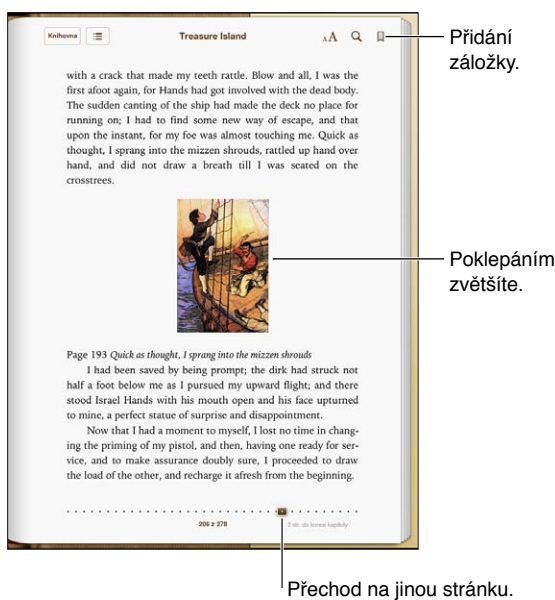 Knihovna
Treasure Island
AA
Přidání
záložky.
with a crack that made my teeth rattle. Blow and all, I was the
first afoot again, for Hands had got involved with the dead body.
The sudden canting of the ship had made the deck no place for
running on; I had to find some new way of escape, and that
upon the instant, for my foe was almost touching me. Quick as
thought, I sprang into the mizzen shrouds, rattled up hand over
hand, and did not draw a breath till I was seated on the
crosstrees.
Poklepáním
zvětšíte.
Page 193 Quick as thought, I sprang into the mizzen shrouds
I had been saved by being prompt; the dirk had struck not
half a foot below me as I pursued my upward flight; and there
stood Israel Hands with his mouth open and his face upturned
to mine, a perfect statue of surprise and disappointment.
Now that I had a moment to myself, I lost no time in chang-
ing the priming of my pistol, and then, having one ready for ser-
vice, and to make assurance doubly sure, I proceeded to draw
the load of the other, and recharge it afresh from the beginning.
206 z 278
2 str. do konce kapitoly
Přechod na jinou stránku.